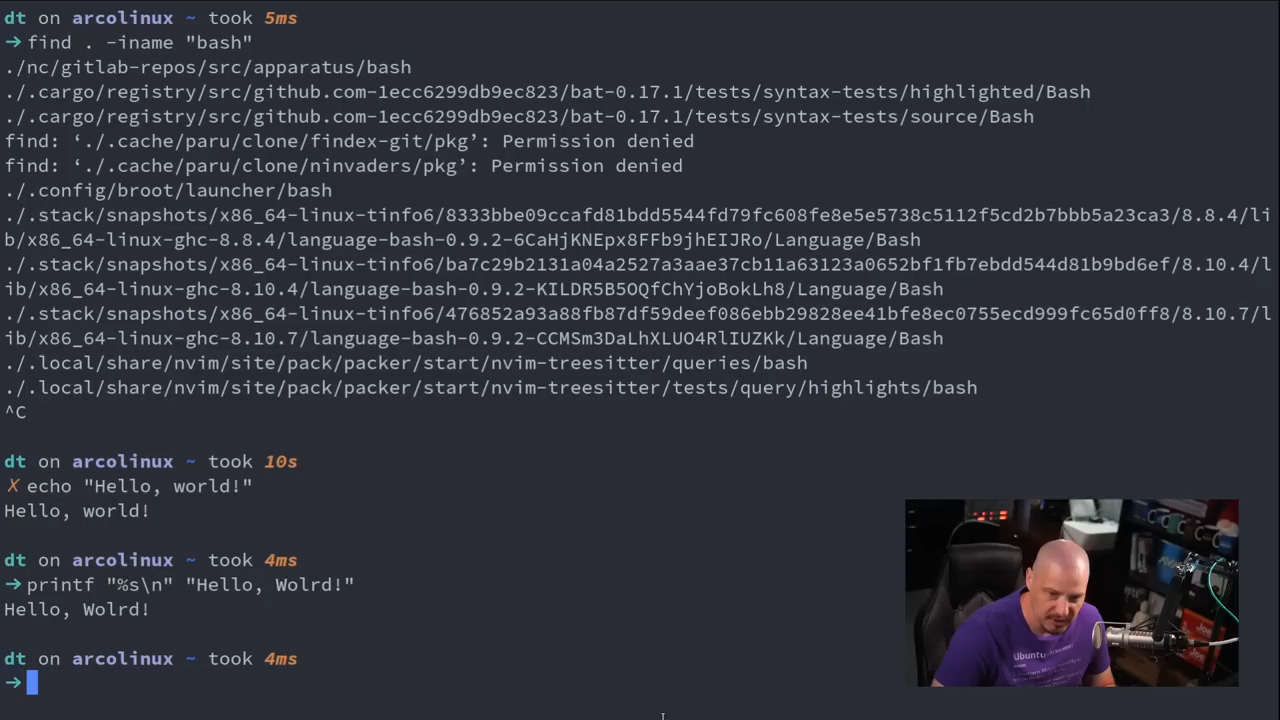 dt on arcolinux ~ took 5ms
→ find . -iname "bash"
./nc/gitlab-repos/src/apparatus/bash
./.cargo/registry/src/github.com-1ecc6299db9ec823/bat-0.17.1/tests/syntax-tests/highlighted/Bash
./.cargo/registry/src/github.com-1ecc6299db9ec823/bat-0.17.1/tests/syntax-tests/source/Bash
find: ‘./.cache/paru/clone/findex-git/pkg’: Permission denied
find: ‘./.cache/paru/clone/ninvaders/pkg’: Permission denied
./.config/broot/launcher/bash
./.stack/snapshots/x86_64-linux-tinfo6/8333bbe09ccafd81bdd5544fd79fc608fe8e5e5738c5112f5cd2b7bbb5a23ca3/8.8.4/li
b/x86_64-linux-ghc-8.8.4/language-bash-0.9.2-6CaHjKNEpx8FFb9jhEIJRo/Language/Bash
./.stack/snapshots/x86_64-linux-tinfo6/ba7c29b2131a04a2527a3aae37cb11a63123a0652bf1fb7ebdd544d81b9bd6ef/8.10.4/l
ib/x86_64-linux-ghc-8.10.4/language-bash-0.9.2-KILDR5B5OQfChYjoBokLh8/Language/Bash
./.stack/snapshots/x86_64-linux-tinfo6/476852a93a88fb87df59deef086ebb29828ee41bfe8ec0755ecd999fc65d0ff8/8.10.7/l
ib/x86_64-linux-ghc-8.10.7/language-bash-0.9.2-CCMSm3DaLhXLUO4RlIUZKk/Language/Bash
./.local/share/nvim/site/pack/packer/start/nvim-treesitter/queries/bash
./.local/share/nvim/site/pack/packer/start/nvim-treesitter/tests/query/highlights/bash
^C
dt on arcolinux ~ took 10s
X echo "Hello, world!"
Hello, world!
dt on arcolinux ~ took 4ms
→ printf "%s\n" "Hello, Wolrd!"
Hello, Wolrd!
dt on arcolinux ~ took 4ms
→